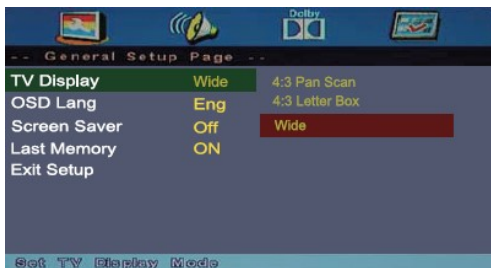 Dolby
-- General Setup Page --
TV Display Wide 4:3 Pan Scan
OSD Lang Eng 4:3 Letter Box
Screen Saver Off Wide
Last Memory ON
Exit Setup
Set TV Display Mode